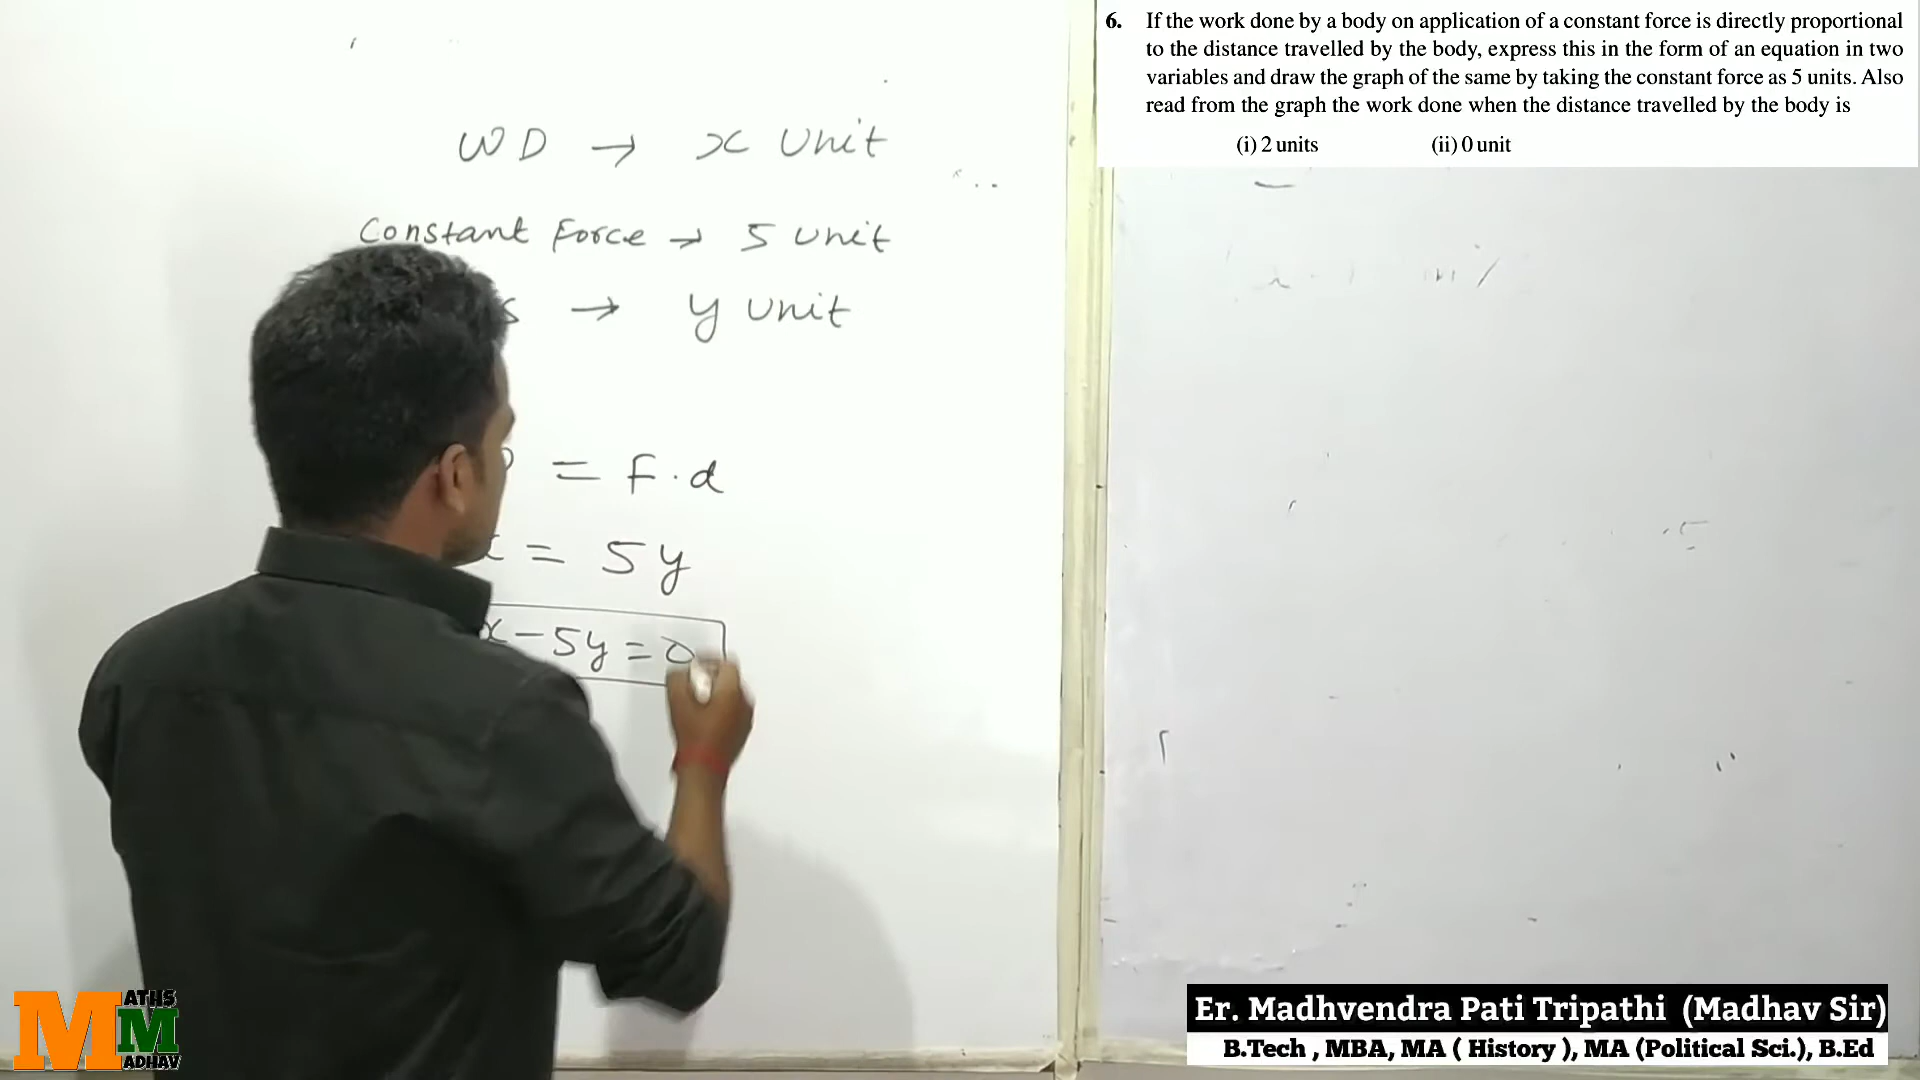 WD → x Unit
Constant Force → 5 unit
→ y unit
= F.d
= 5y
x-5y=0
6. If the work done by a body on application of a constant force is directly proportional
to the distance travelled by the body, express this in the form of an equation in two
variables and draw the graph of the same by taking the constant force as 5 units. Also
read from the graph the work done when the distance travelled by the body is
(i) 2 units (ii) 0 unit
MATHS
MADHAV
Er. Madhvendra Pati Tripathi (Madhav Sir)
B.Tech , MBA, MA ( History ), MA (Political Sci.), B.Ed